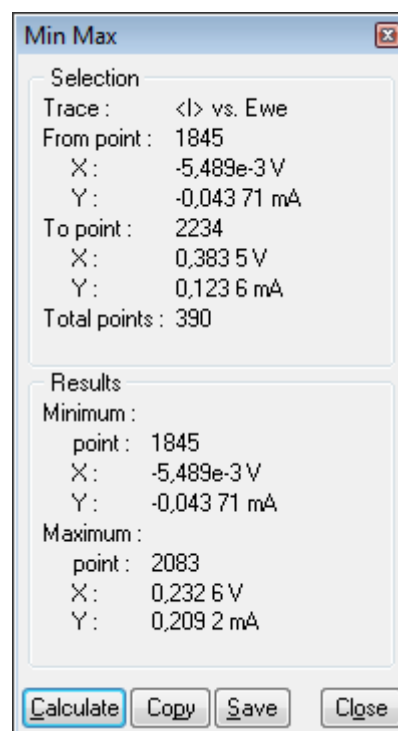 Min Max
Selection
Trace : <I> vs. Ewe
From point : 1845
X : -5,489e-3 V
Y : -0,043 71 mA
To point : 2234
X : 0,383 5 V
Y : 0,123 6 mA
Total points : 390
Results
Minimum :
point : 1845
X : -5,489e-3 V
Y : -0,043 71 mA
Maximum :
point : 2083
X : 0,232 6 V
Y : 0,209 2 mA
Calculate Copy Save Close